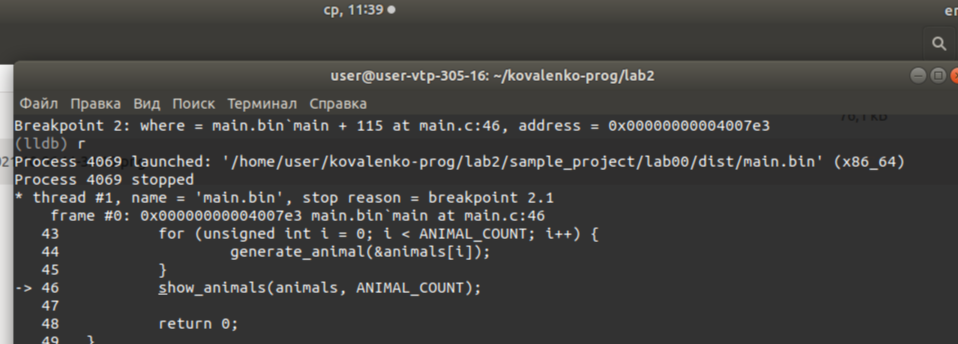 ср, 11:39
en
user@user-vtp-305-16: ~/kovalenko-prog/lab2
Файл Правка Вид Поиск Терминал Справка
Breakpoint 2: where = main.bin`main + 115 at main.c:46, address = 0x00000000004007e3
(lldb) r
Process 4069 launched: '/home/user/kovalenko-prog/lab2/sample_project/lab00/dist/main.bin' (x86_64)
Process 4069 stopped
* thread #1, name = 'main.bin', stop reason = breakpoint 2.1
    frame #0: 0x00000000004007e3 main.bin`main at main.c:46
   43          for (unsigned int i = 0; i < ANIMAL_COUNT; i++) {
   44                  generate_animal(&animals[i]);
   45          }
-> 46          show_animals(animals, ANIMAL_COUNT);
   47
   48          return 0;
   49  }